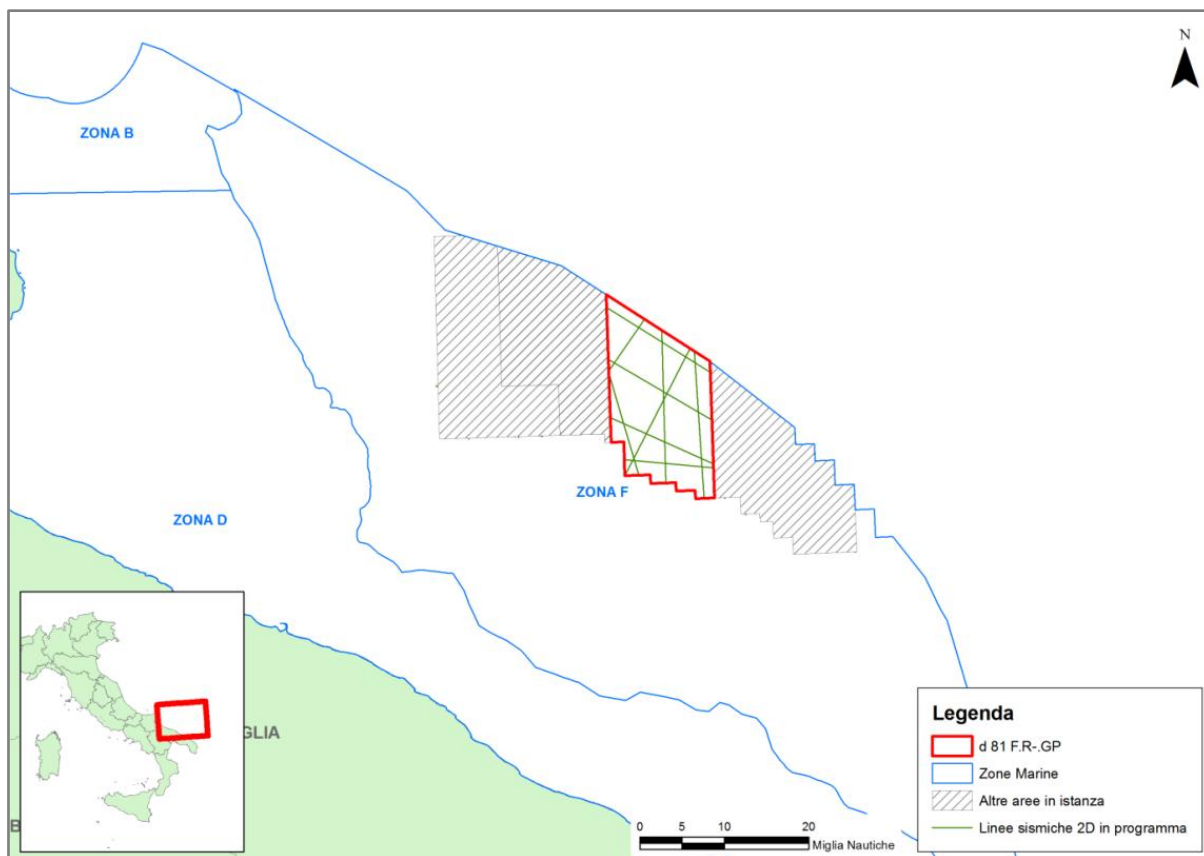 N
ZONA B
ZONA F
ZONA D
GLIA
B
Legenda
d 81 F.R-.GP
Zone Marine
Altre aree in istanza
Linee sismiche 2D in programma
0 5 10 20
Miglia Nautiche